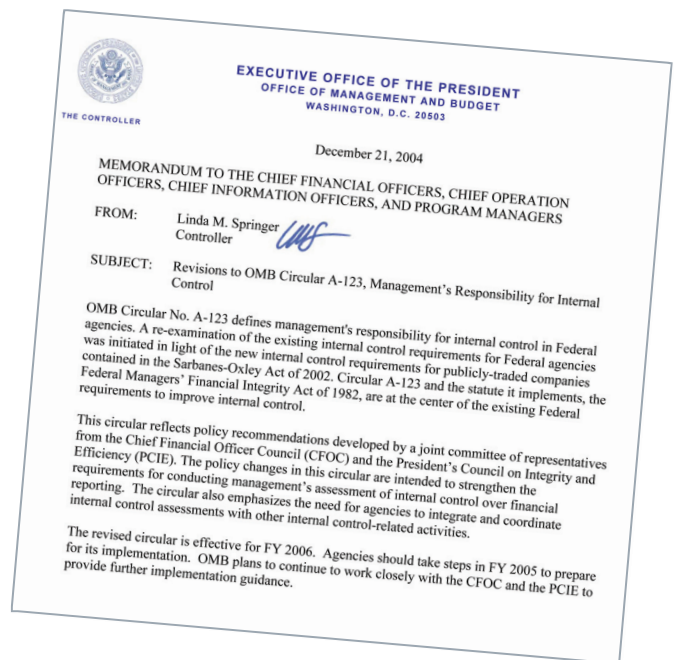 EXECUTIVE OFFICE OF THE PRESIDENT
OFFICE OF MANAGEMENT AND BUDGET
WASHINGTON, D.C. 20503
THE CONTROLLER
December 21, 2004
MEMORANDUM TO THE CHIEF FINANCIAL OFFICERS, CHIEF OPERATION
OFFICERS, CHIEF INFORMATION OFFICERS, AND PROGRAM MANAGERS
FROM: Linda M. Springer
Controller
SUBJECT: Revisions to OMB Circular A-123, Management's Responsibility for Internal
Control
OMB Circular No. A-123 defines management's responsibility for internal control in Federal
agencies. A re-examination of the existing internal control requirements for Federal agencies
was initiated in light of the new internal control requirements for publicly-traded companies
contained in the Sarbanes-Oxley Act of 2002. Circular A-123 and the statute it implements, the
Federal Managers' Financial Integrity Act of 1982, are at the center of the existing Federal
requirements to improve internal control.
This circular reflects policy recommendations developed by a joint committee of representatives
from the Chief Financial Officer Council (CFOC) and the President's Council on Integrity and
Efficiency (PCIE). The policy changes in this circular are intended to strengthen the
requirements for conducting management's assessment of internal control over financial
reporting. The circular also emphasizes the need for agencies to integrate and coordinate
internal control assessments with other internal control-related activities.
The revised circular is effective for FY 2006. Agencies should take steps in FY 2005 to prepare
for its implementation. OMB plans to continue to work closely with the CFOC and the PCIE to
provide further implementation guidance.